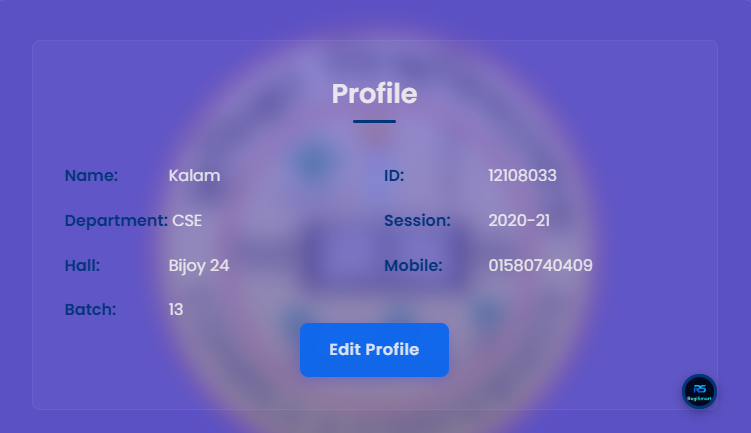 Profile
Name: Kalam ID: 12108033
Department: CSE Session: 2020-21
Hall: Bijoy 24 Mobile: 01580740409
Batch: 13
Edit Profile
RS
RegiSmart